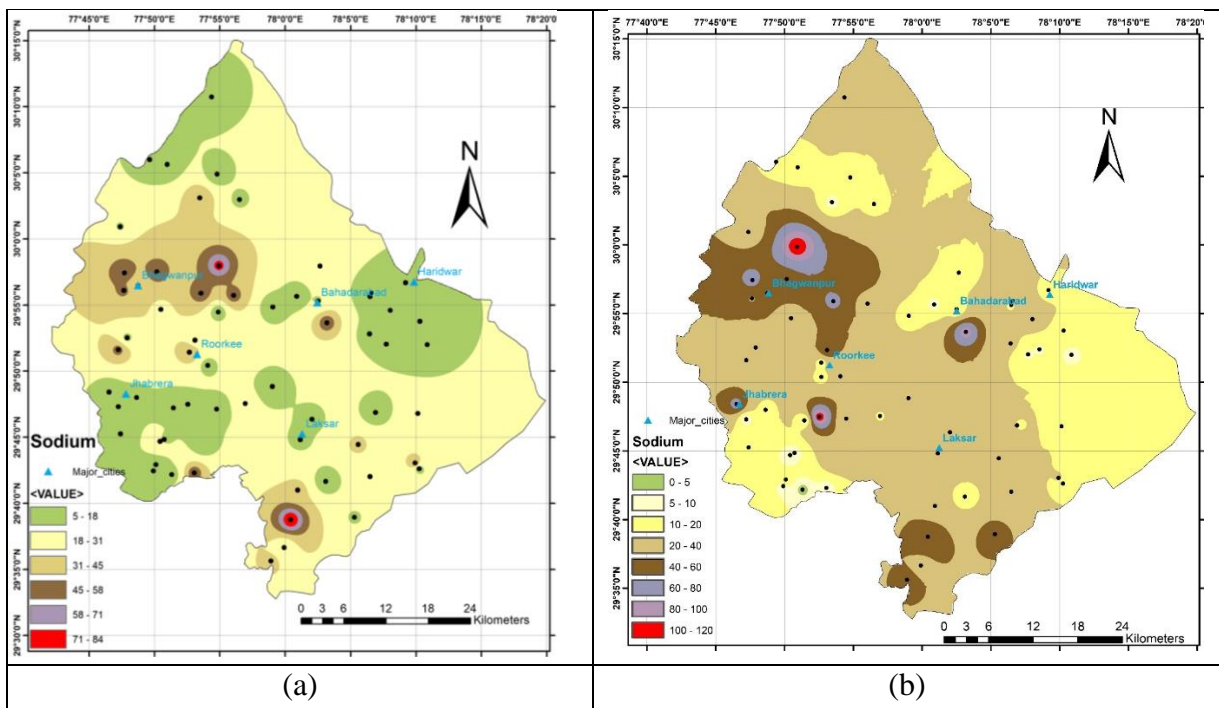 77°45'0"E 77°50'0"E 77°55'0"E 78°0'0"E 78°5'0"E 78°10'0"E 78°15'0"E 78°20'0"E
30°15'0"N
30°10'0"N
30°5'0"N
30°0'0"N
29°55'0"N
29°50'0"N
29°45'0"N
29°40'0"N
29°35'0"N
29°30'0"N
N
Bhagwanpur
Haridwar
Bahadarabad
Roorkee
Jhabrera
Laksar
Sodium
Major_cities
<VALUE>
5 - 18
18 - 31
31 - 45
45 - 58
58 - 71
71 - 84
0 3 6 12 18 24
Kilometers
(a)
77°40'0"E 77°45'0"E 77°50'0"E 77°55'0"E 78°0'0"E 78°5'0"E 78°10'0"E 78°15'0"E 78°20'
30°15'0"N
30°10'0"N
30°5'0"N
30°0'0"N
29°55'0"N
29°50'0"N
29°45'0"N
29°40'0"N
29°35'0"N
N
Bhagwanpur
Haridwar
Bahadarabad
Roorkee
Jhabrera
Laksar
Major_cities
Sodium
<VALUE>
0 - 5
5 - 10
10 - 20
20 - 40
40 - 60
60 - 80
80 - 100
100 - 120
0 3 6 12 18 24
Kilometers
(b)